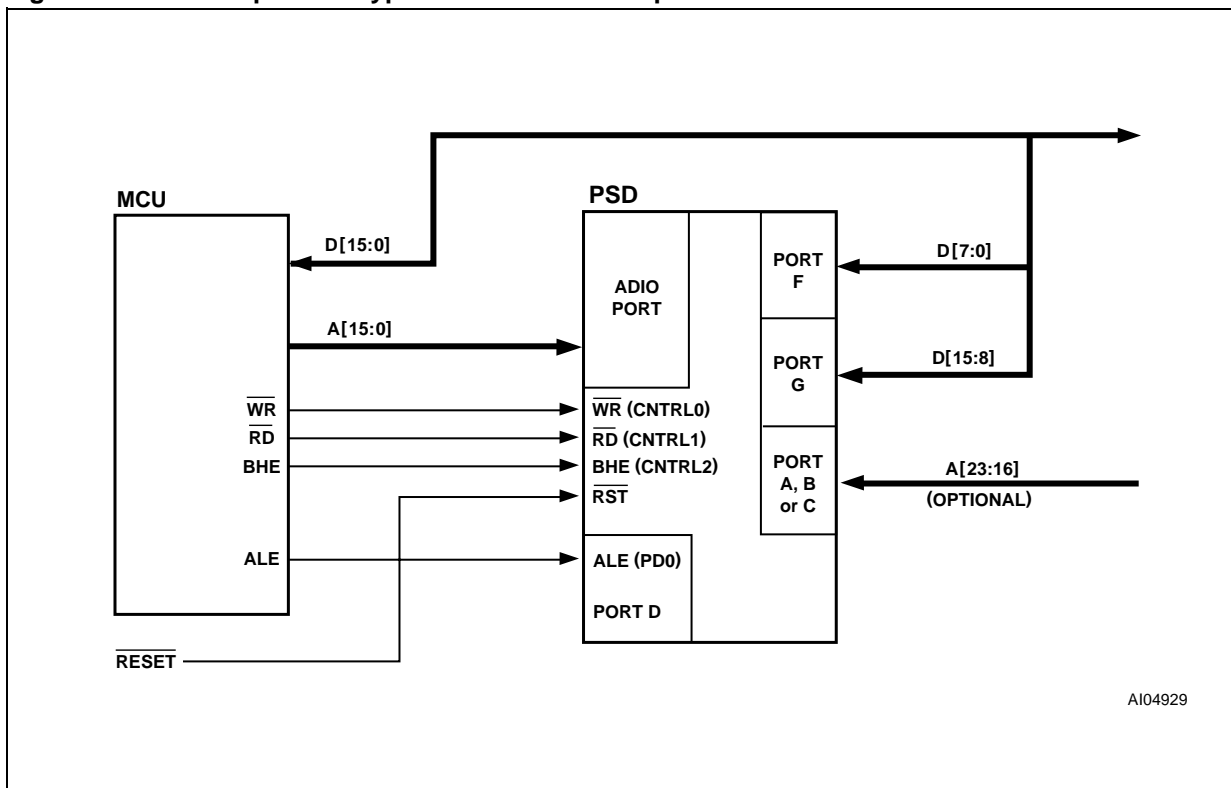 MCU
PSD
D[15:0]
A[15:0]
WR
RD
BHE
ALE
RESET
ADIO
PORT
WR (CNTRL0)
RD (CNTRL1)
BHE (CNTRL2)
RST
ALE (PD0)
PORT D
PORT
F
PORT
G
PORT
A, B
or C
D[7:0]
D[15:8]
A[23:16]
(OPTIONAL)
AI04929